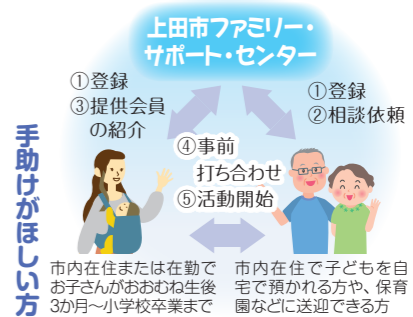 上田市ファミリー・
サポート・センター
①登録
③提供会員
の紹介
①登録
②相談依頼
④事前
打ち合わせ
⑤活動開始
手助けがほしい方
市内在住または在勤で
お子さんがおおむね生後
3か月～小学校卒業まで
市内在住で子どもを自
宅で預かれる方や、保育
園などに送迎できる方